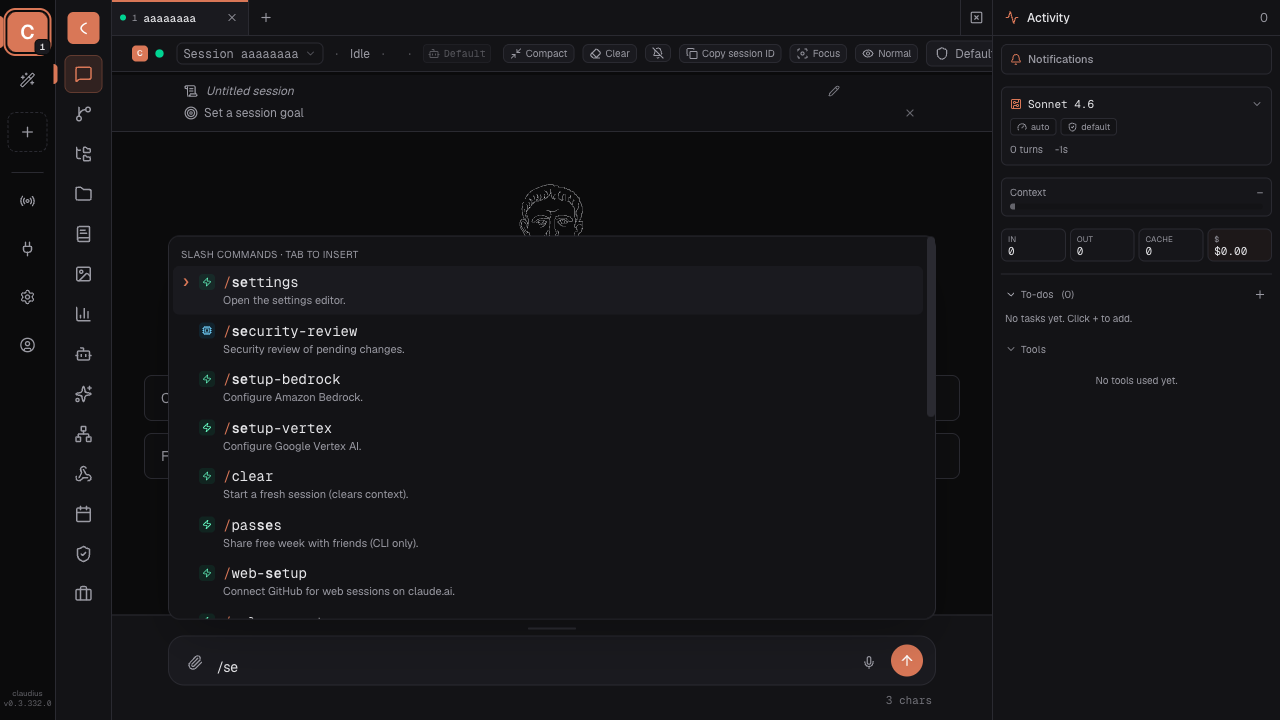 C
1
claudius
v0.3.332.0
1 aaaaaaaa
C
Session aaaaaaaa
· Idle · ·
Default
Compact
Clear
Copy session ID
Focus
Normal
Untitled session
Set a session goal
SLASH COMMANDS · TAB TO INSERT
/settings
Open the settings editor.
/security-review
Security review of pending changes.
/setup-bedrock
Configure Amazon Bedrock.
/setup-vertex
Configure Google Vertex AI.
/clear
Start a fresh session (clears context).
/passes
Share free week with friends (CLI only).
/web-setup
Connect GitHub for web sessions on claude.ai.
/se
3 chars
Activity 0
Notifications
Sonnet 4.6
auto default
0 turns ~1s
Context –
IN OUT CACHE $
0 0 0 $0.00
To-dos (0)
No tasks yet. Click + to add.
Tools
No tools used yet.